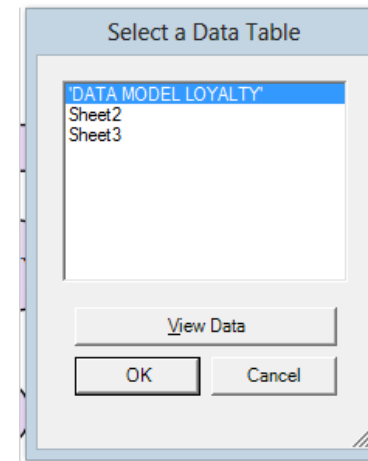 Select a Data Table
'DATA MODEL LOYALTY'
Sheet2
Sheet3
View Data
OK
Cancel